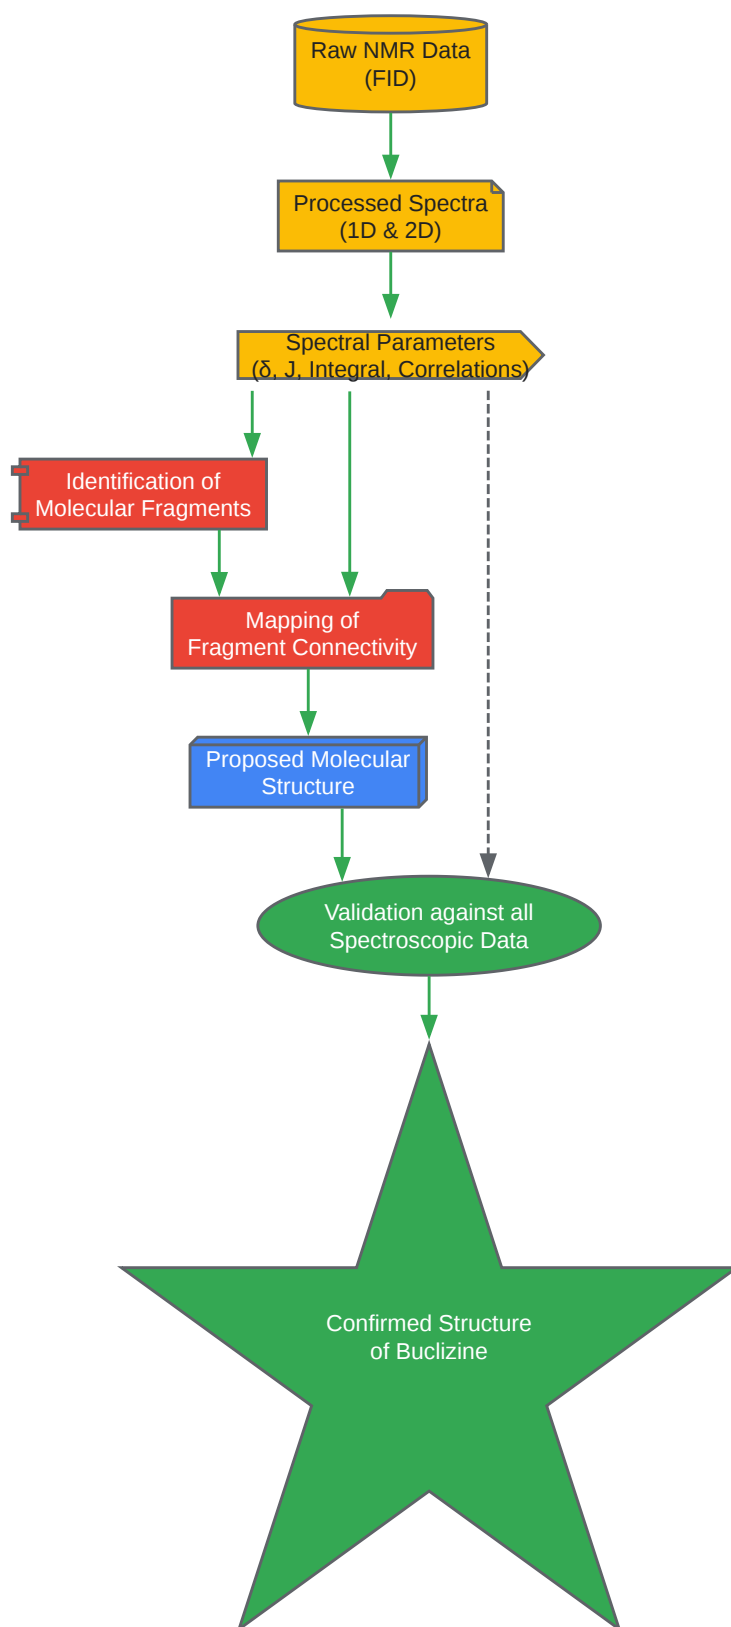 Raw NMR Data
(FID)
Processed Spectra
(1D & 2D)
Spectral Parameters
(δ, J, Integral, Correlations)
Identification of
Molecular Fragments
Mapping of
Fragment Connectivity
Proposed Molecular
Structure
Validation against all
Spectroscopic Data
Confirmed Structure
of Buclizine